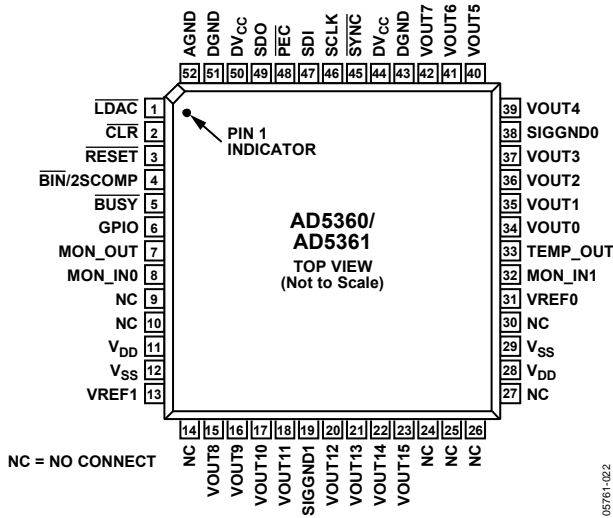 AGND
DGND
DVCC
SDO
PEC
SDI
SCLK
SYNC
DVCC
DGND
VOUT7
VOUT6
VOUT5
52 51 50 49 48 47 46 45 44 43 42 41 40
LDAC 1
CLR 2
RESET 3
BIN/2SCOMP 4
BUSY 5
GPIO 6
MON_OUT 7
MON_IN0 8
NC 9
NC 10
VDD 11
VSS 12
VREF1 13
PIN 1
INDICATOR
AD5360/
AD5361
TOP VIEW
(Not to Scale)
39 VOUT4
38 SIGGND0
37 VOUT3
36 VOUT2
35 VOUT1
34 VOUT0
33 TEMP_OUT
32 MON_IN1
31 VREF0
30 NC
29 VSS
28 VDD
27 NC
14 15 16 17 18 19 20 21 22 23 24 25 26
NC
VOUT8
VOUT9
VOUT10
VOUT11
SIGGND1
VOUT12
VOUT13
VOUT14
VOUT15
NC
NC
NC
NC = NO CONNECT
05761-022